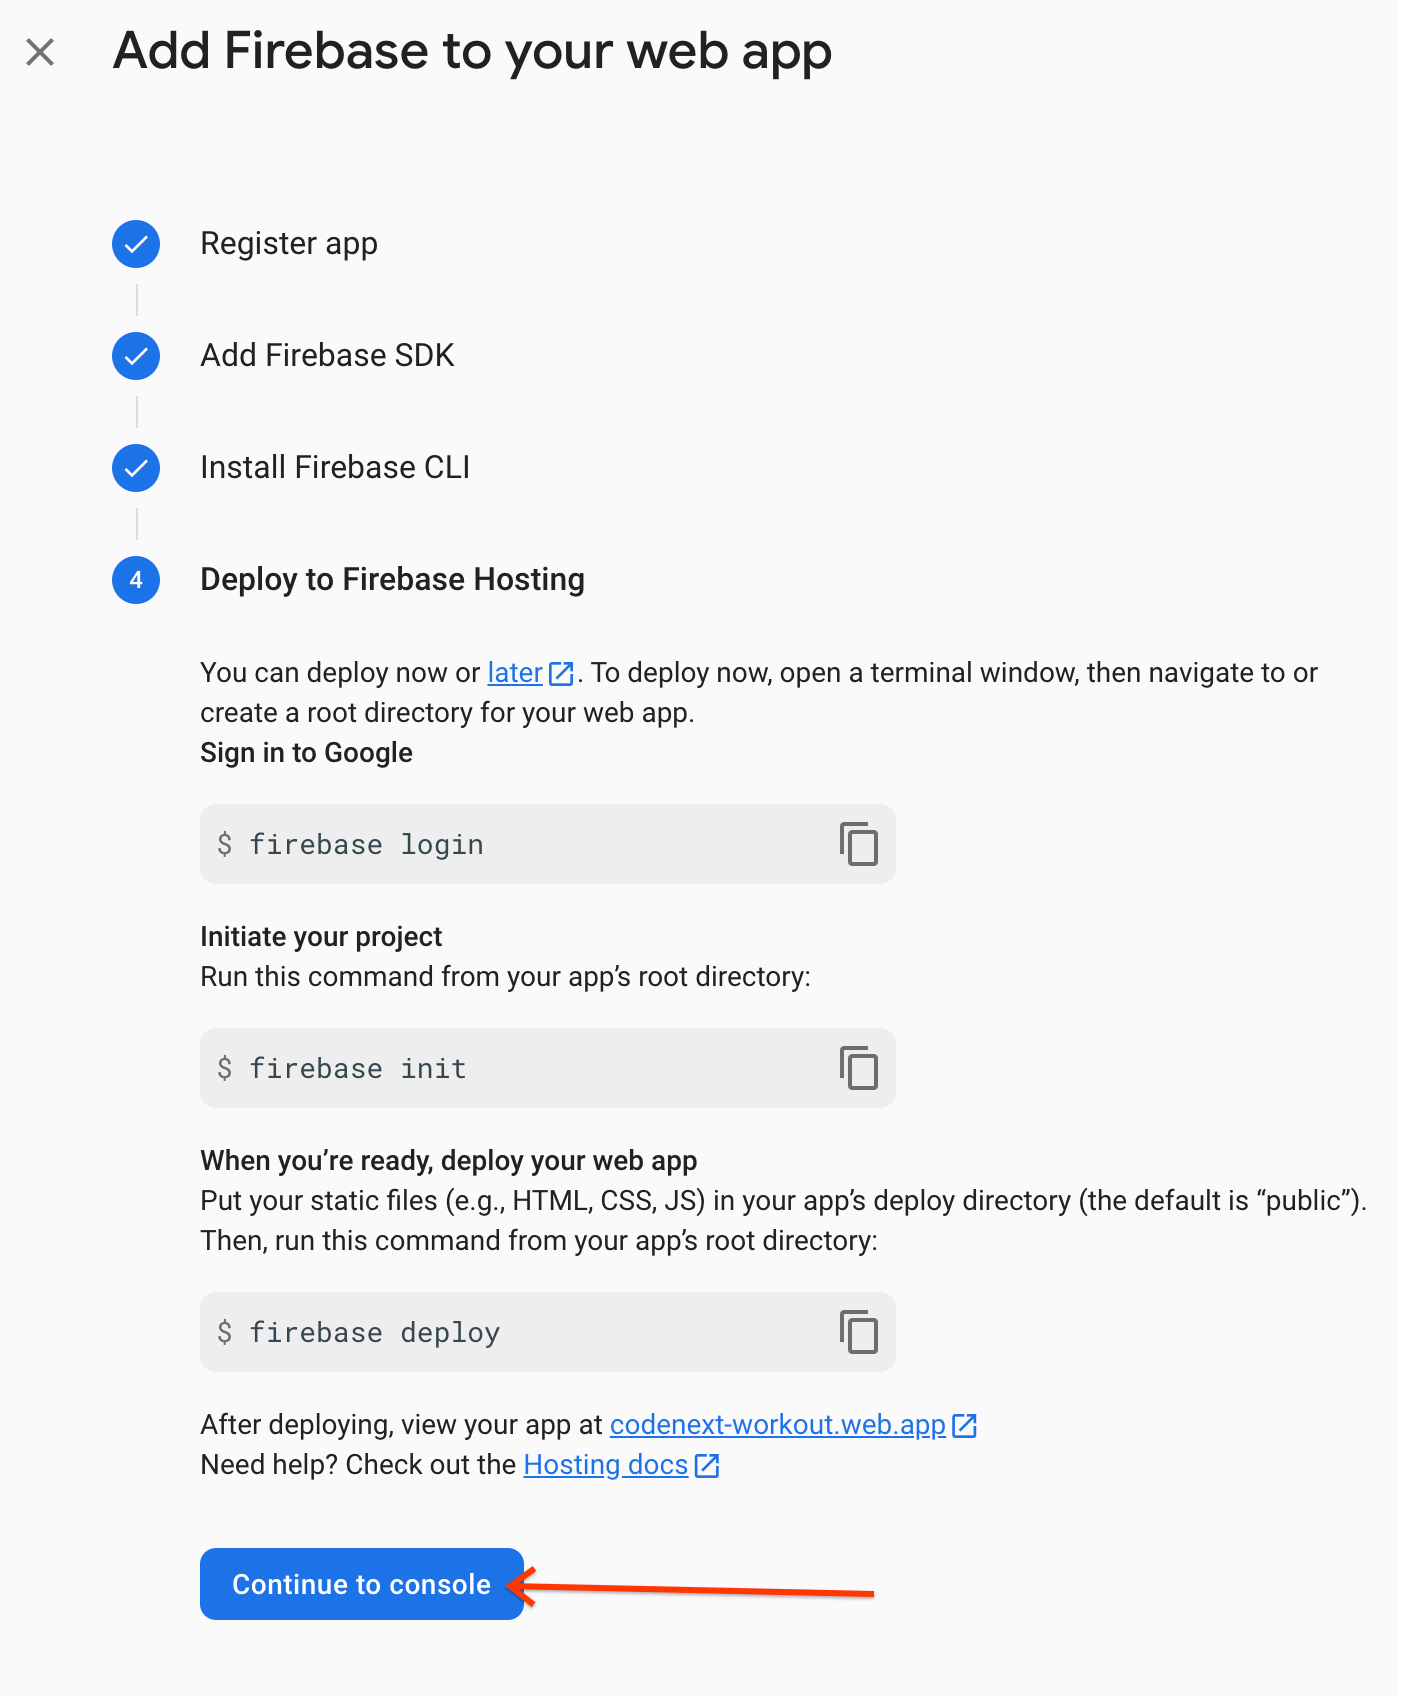 Add Firebase to your web app
Register app
Add Firebase SDK
Install Firebase CLI
4 Deploy to Firebase Hosting
You can deploy now or later. To deploy now, open a terminal window, then navigate to or
create a root directory for your web app.
Sign in to Google
$ firebase login
Initiate your project
Run this command from your app’s root directory:
$ firebase init
When you’re ready, deploy your web app
Put your static files (e.g., HTML, CSS, JS) in your app’s deploy directory (the default is “public”).
Then, run this command from your app’s root directory:
$ firebase deploy
After deploying, view your app at codenext-workout.web.app
Need help? Check out the Hosting docs
Continue to console